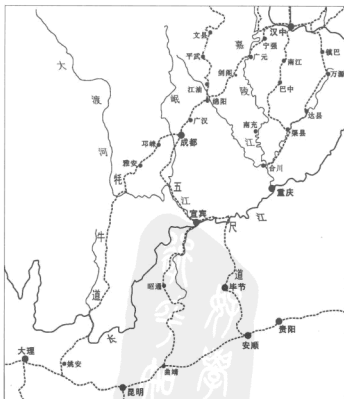 文县
汉中
嘉
宁强
镇巴
平武
广元
南江
万源
大
剑阁
岷
陵
江油
绵阳
巴中
渡
达县
广汉
南充
渠县
河
成都
江
邛崃
合川
雅安
牦
五
重庆
江
尺
江
宜宾
牛
昭通
道
毕节
道
长
贵阳
安顺
大理
姚安
曲靖
昆明